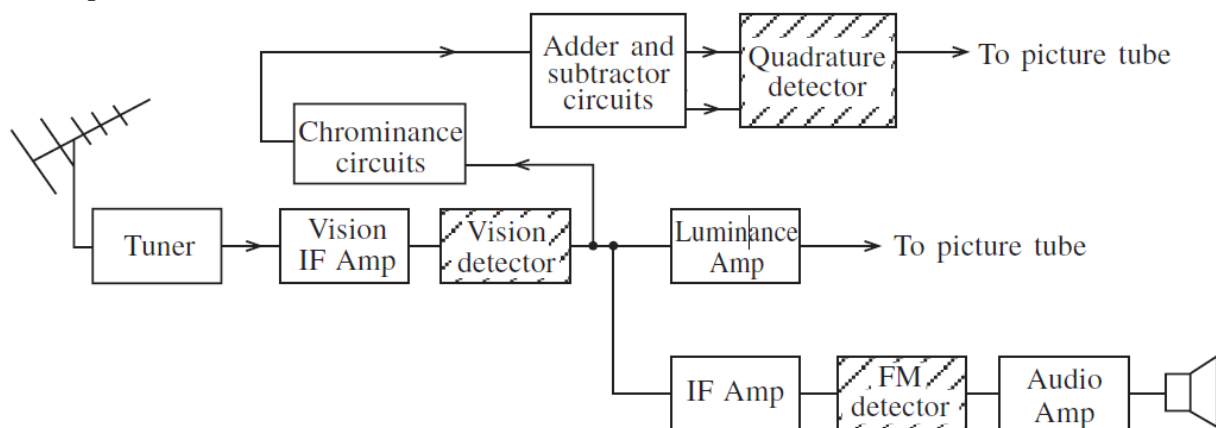 Adder and
subtractor
circuits
Quadrature
detector
To picture tube
Chrominance
circuits
Tuner
Vision
IF Amp
Vision
detector
Luminance
Amp
To picture tube
IF Amp
FM
detector
Audio
Amp